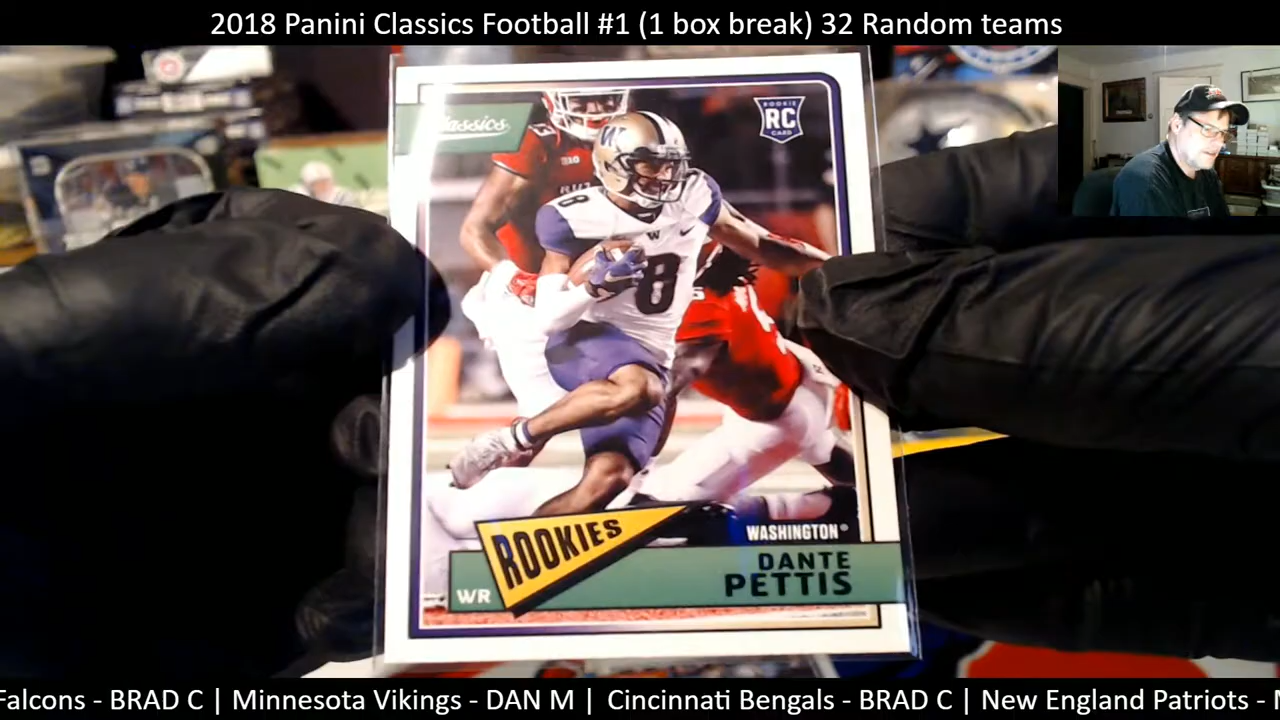 2018 Panini Classics Football #1 (1 box break) 32 Random teams
Classics
ROOKIE
RC
CARD
W
8
W
8
ROOKIES
WASHINGTON®
DANTE
PETTIS
WR
Falcons - BRAD C | Minnesota Vikings - DAN M | Cincinnati Bengals - BRAD C | New England Patriots -